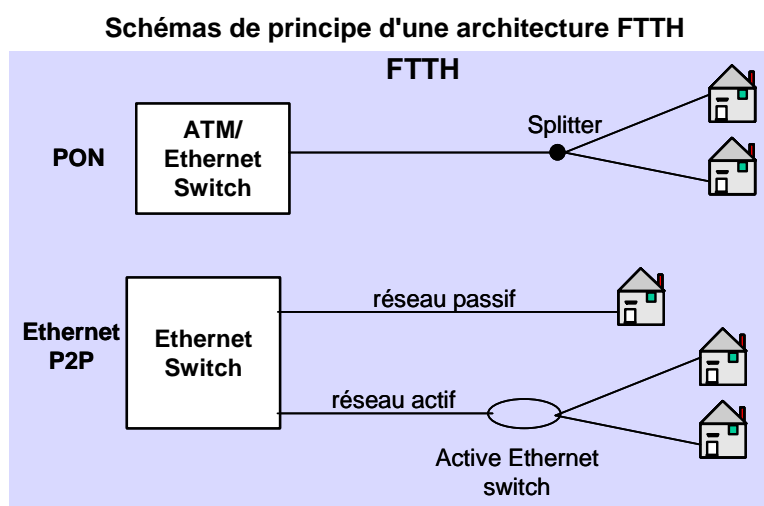 Schémas de principe d'une architecture FTTH
FTTH
PON
ATM/
Ethernet
Switch
Splitter
Ethernet
P2P
Ethernet
Switch
réseau passif
réseau actif
Active Ethernet
switch